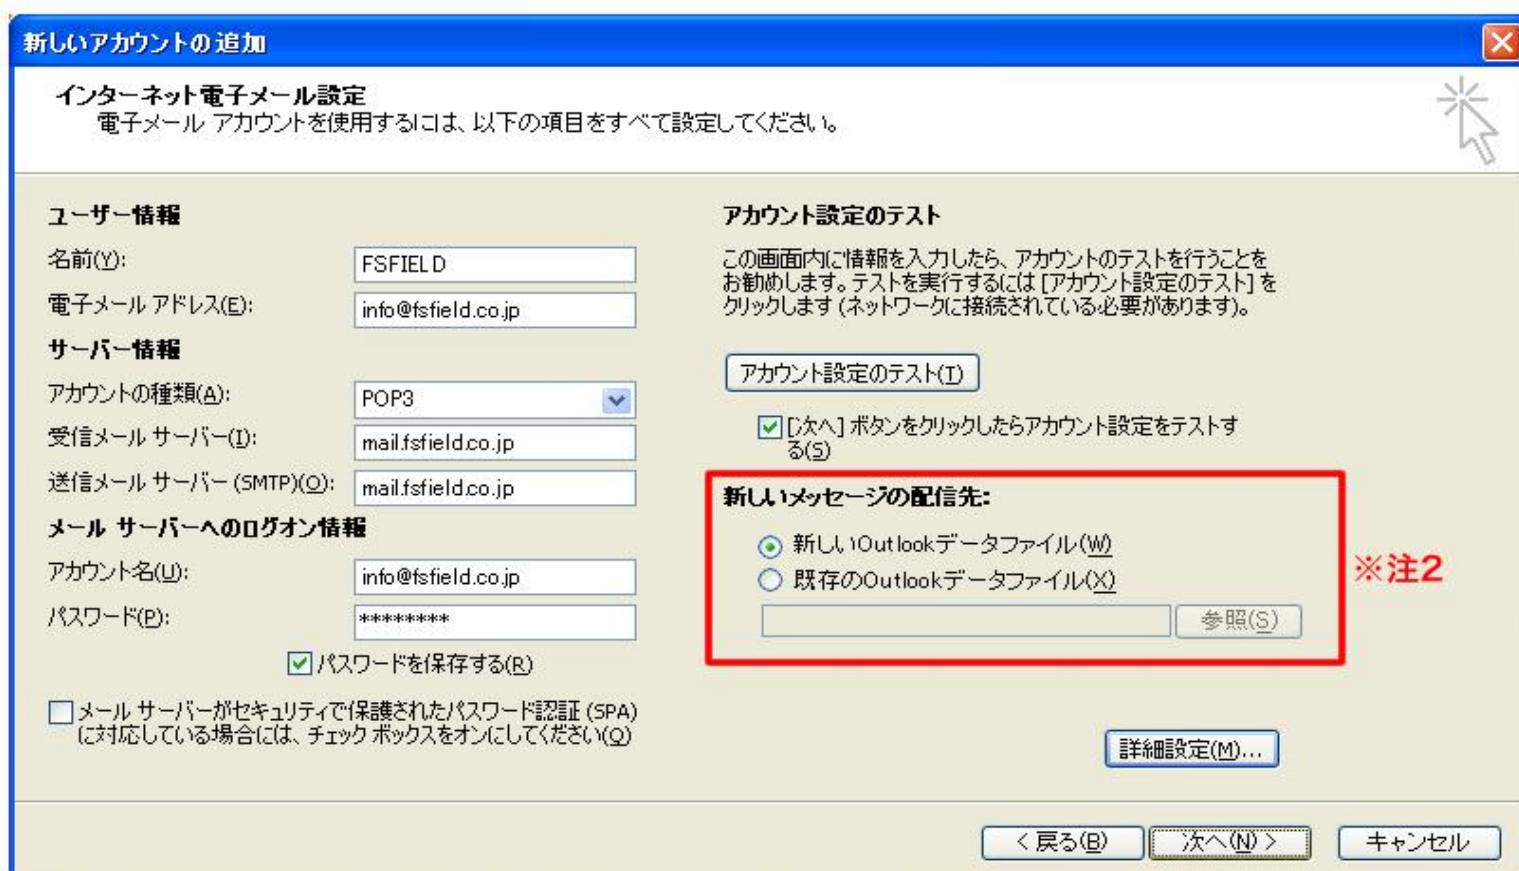 新しいアカウントの追加
インターネット電子メール設定
電子メール アカウントを使用するには、以下の項目をすべて設定してください。
ユーザー情報
名前(Y):
FSFIELD
電子メール アドレス(E):
info@fsfield.co.jp
サーバー情報
アカウントの種類(A):
POP3
受信メール サーバー(I):
mail.fsfield.co.jp
送信メール サーバー (SMTP)(O):
mail.fsfield.co.jp
メール サーバーへのログオン情報
アカウント名(U):
info@fsfield.co.jp
パスワード(P):
********
パスワードを保存する(R)
メール サーバーがセキュリティで保護されたパスワード認証 (SPA)
に対応している場合には、チェック ボックスをオンにしてください(Q)
アカウント設定のテスト
この画面内に情報を入力したら、アカウントのテストを行うことを
お勧めします。テストを実行するには [アカウント設定のテスト] を
クリックします (ネットワークに接続されている必要があります)。
アカウント設定のテスト(T)
[次へ] ボタンをクリックしたらアカウント設定をテストす
る(S)
新しいメッセージの配信先:
新しいOutlookデータファイル(W)
既存のOutlookデータファイル(X)
参照(S)
※注2
詳細設定(M)...
< 戻る(B)
次へ(N) >
キャンセル